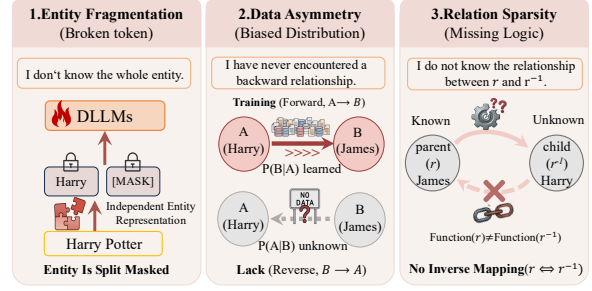 1.Entity Fragmentation
(Broken token)
I don't know the whole entity.
DLLMs
Harry
[MASK]
Independent Entity
Representation
Harry Potter
Entity Is Split Masked
2.Data Asymmetry
(Biased Distribution)
I have never encountered a
backward relationship.
Training (Forward, A→ B)
A
(Harry)
>>>>
B
(James)
P(B|A) learned
A
(Harry)
NO
DATA
?
B
(James)
P(A|B) unknown
Lack (Reverse, B → A)
3.Relation Sparsity
(Missing Logic)
I do not know the relationship
between r and r⁻¹.
??
Known
Unknown
parent
(r)
James
child
(r⁻¹)
Harry
Function(r)≠Function(r⁻¹)
No Inverse Mapping(r ⇔ r⁻¹)